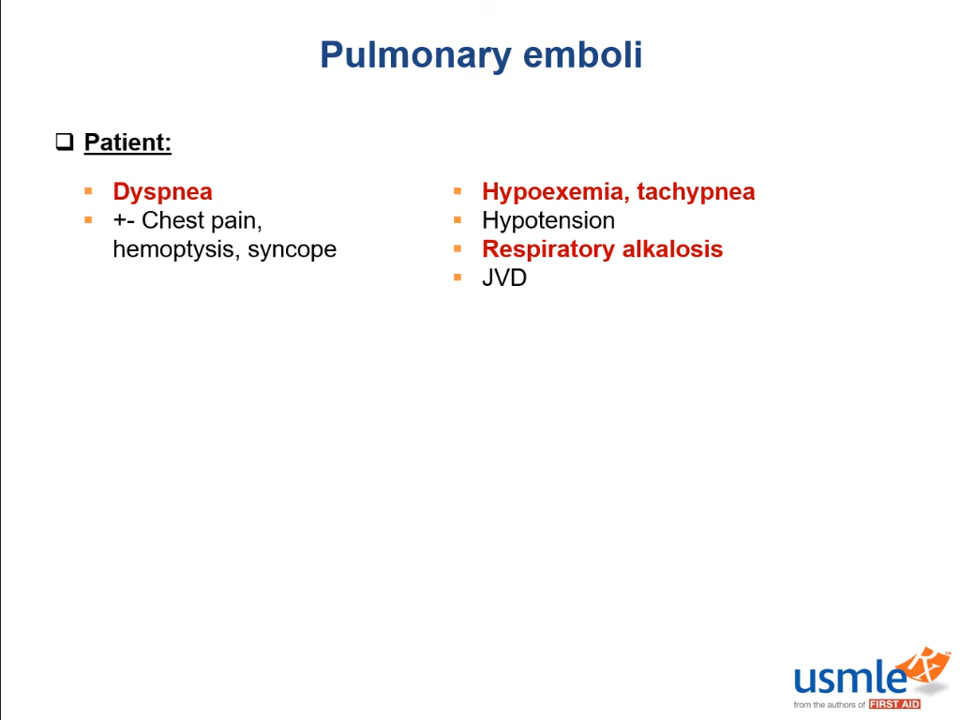 Pulmonary emboli
Patient:
Dyspnea
+- Chest pain,
hemoptysis, syncope
Hypoexemia, tachypnea
Hypotension
Respiratory alkalosis
JVD
usmle Rx™
from the authors of FIRST AID